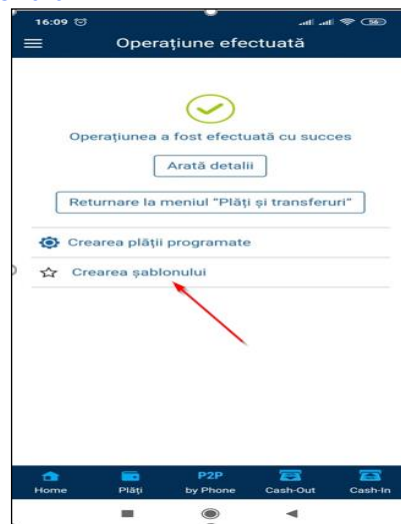 16:09
56
Operațiune efectuată
Operațiunea a fost efectuată cu succes
Arată detalii
Returnare la meniul "Plăți și transferuri"
Crearea plății programate
Crearea șablonului
Home
Plăți
P2P
by Phone
Cash-Out
Cash-In